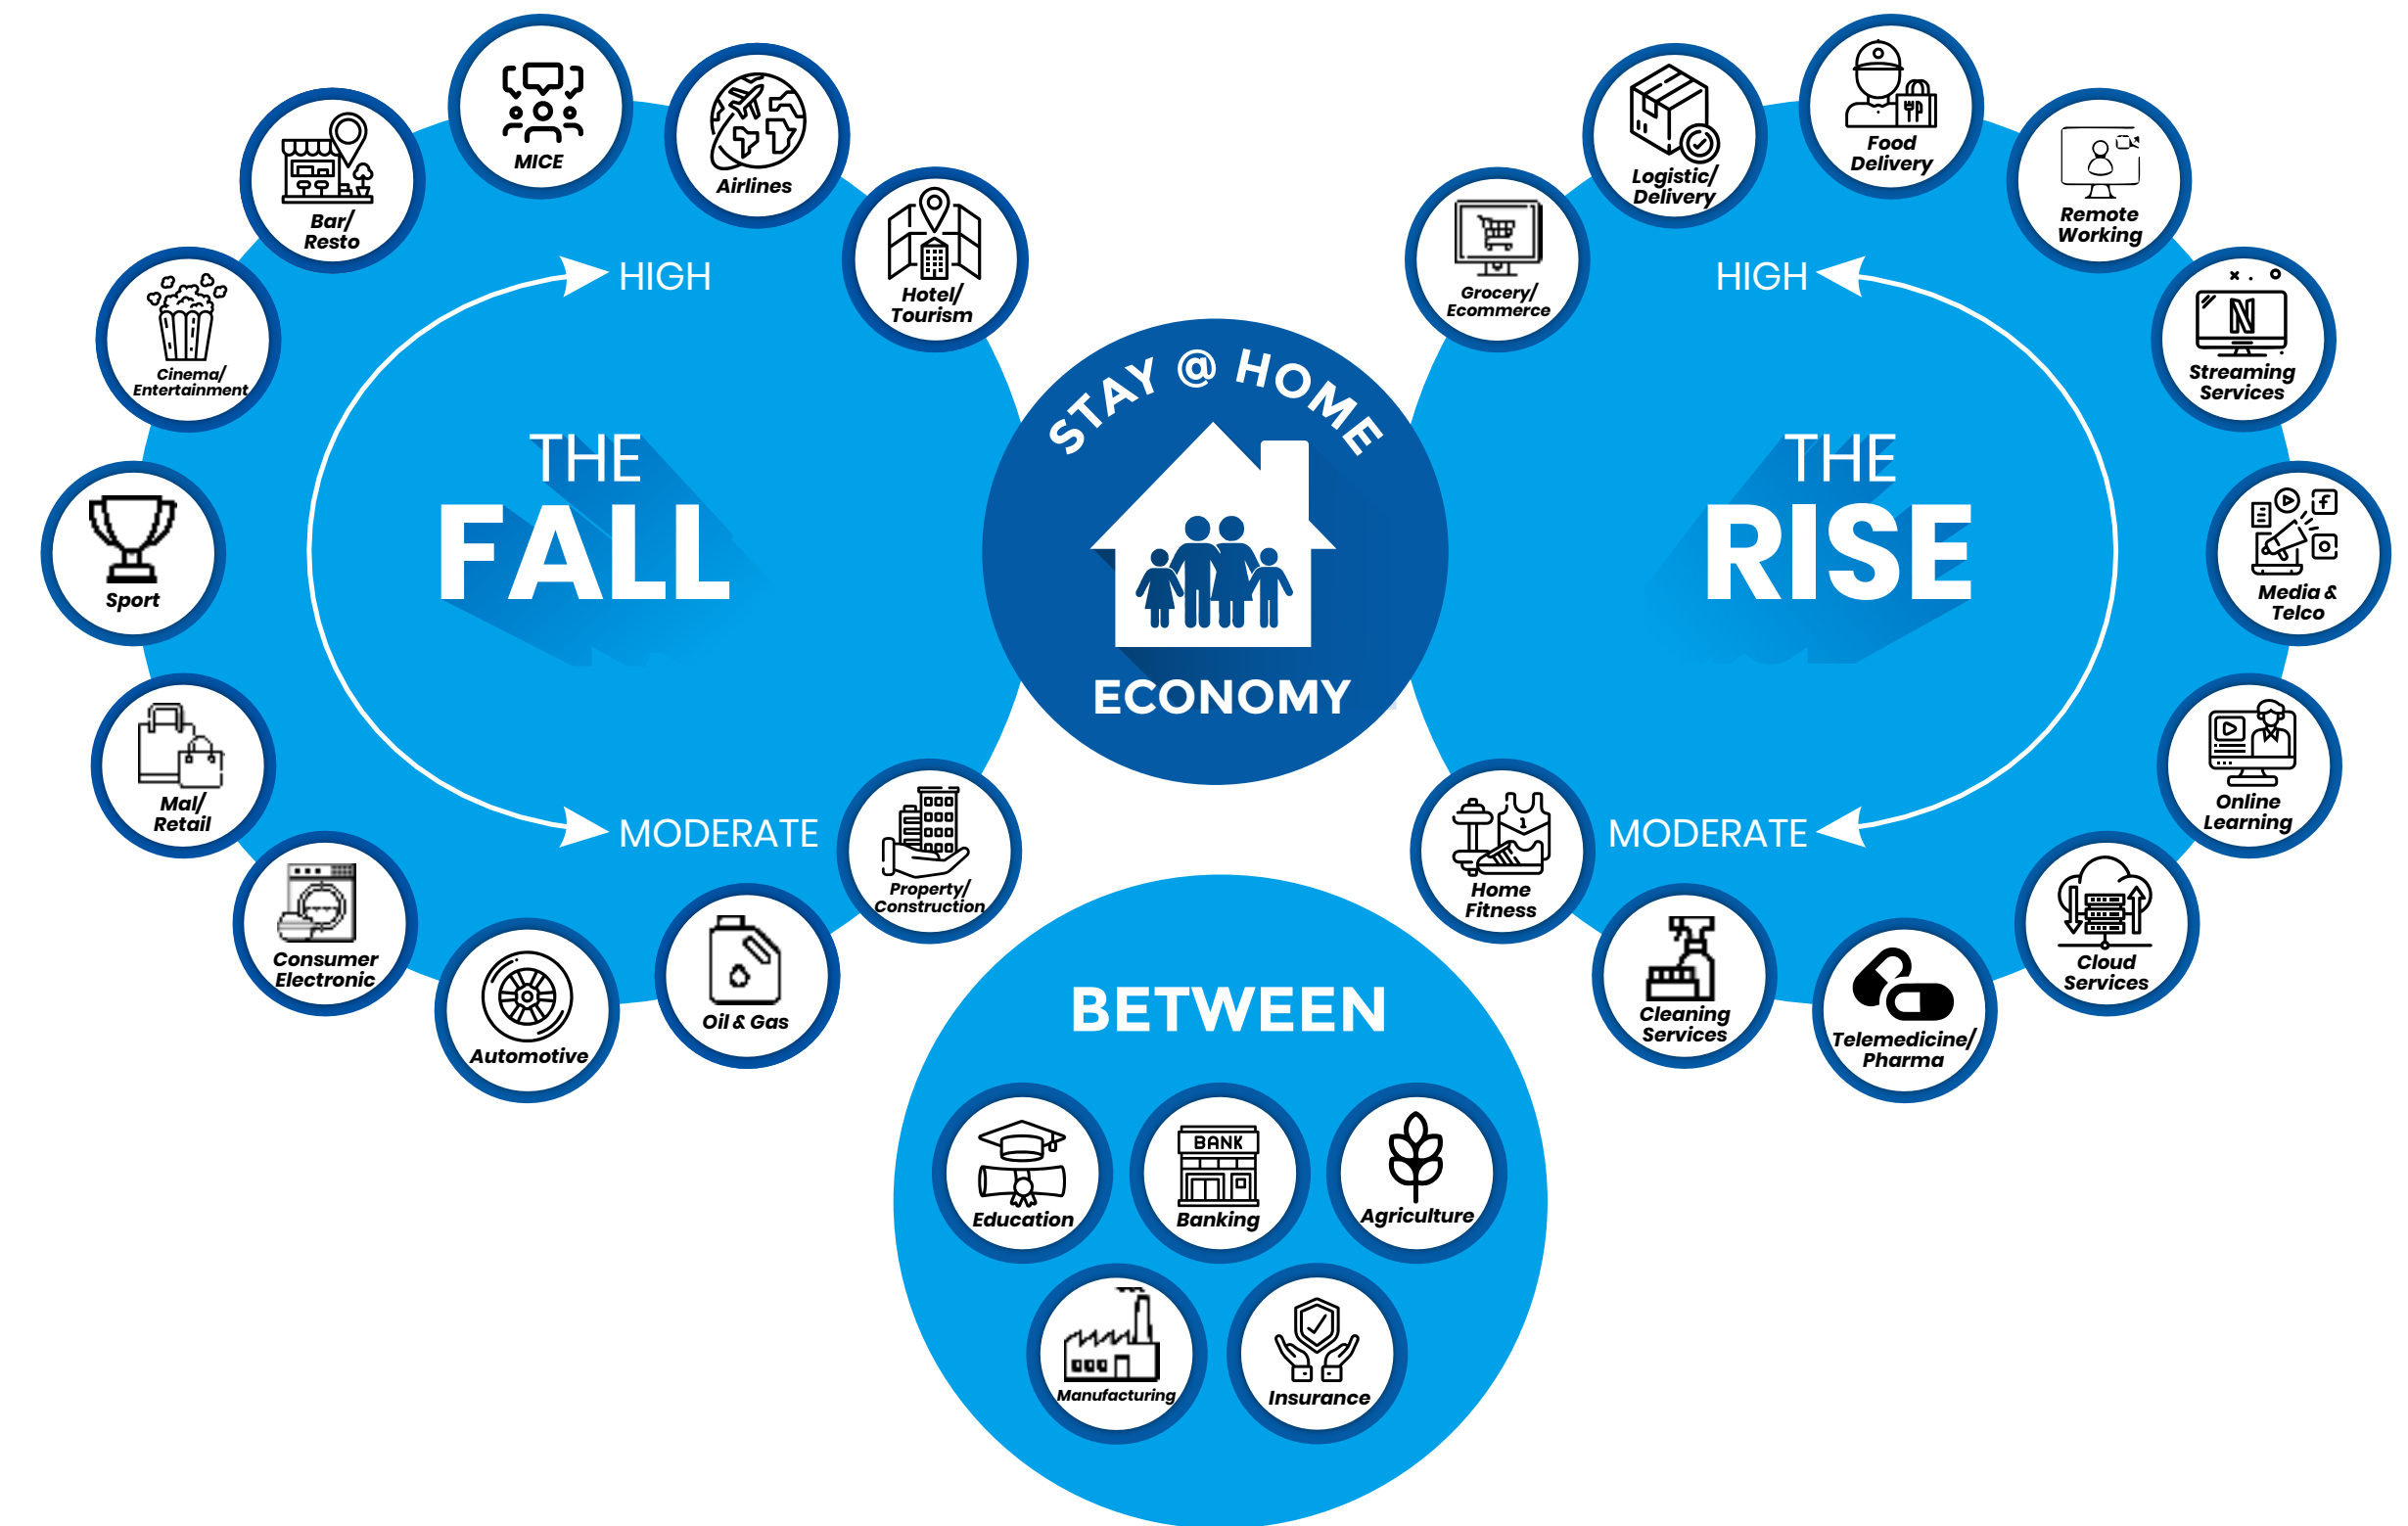 MICE
Airlines
Bar/
Resto
Hotel/
Tourism
Cinema/
Entertainment
Sport
Mal/
Retail
Consumer
Electronic
Automotive
Oil & Gas
Property/
Construction
HIGH
THE
FALL
MODERATE
STAY @ HOME
ECONOMY
Grocery/
Ecommerce
Logistic/
Delivery
Food
Delivery
Remote
Working
N
Streaming
Services
f
Media &
Telco
Online
Learning
Cloud
Services
Telemedicine/
Pharma
Cleaning
Services
1
Home
Fitness
HIGH
THE
RISE
MODERATE
BETWEEN
Education
BANK
Banking
Agriculture
Manufacturing
Insurance